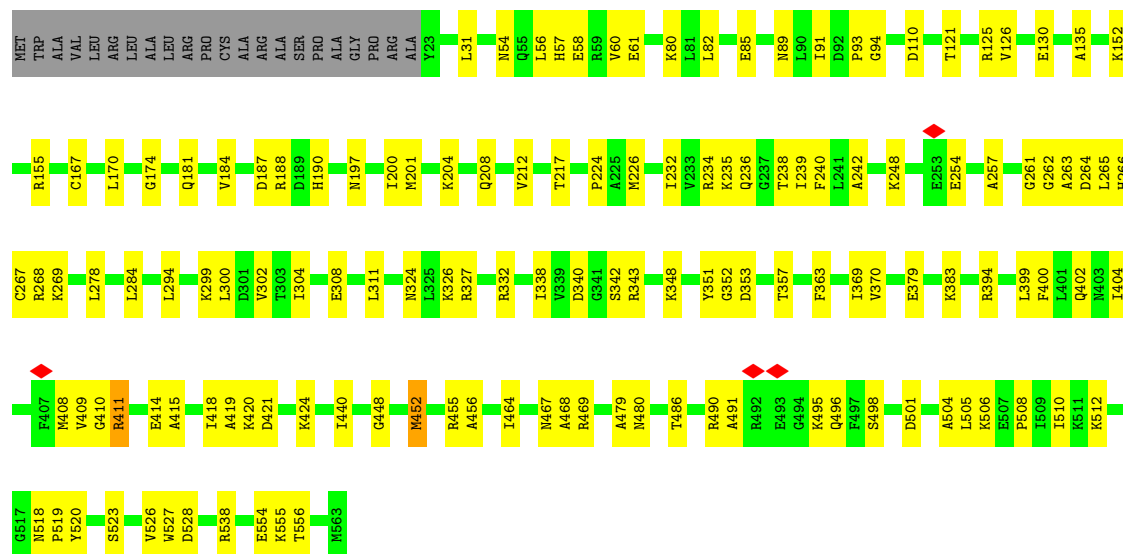 MET TRP ALA VAL LEU LEU ARG LEU LEU ALA LEU ARG PRO CYS ALA ARG ALA SER PRO ALA GLY PRO ARG ALA Y23 L31 N54 Q55 L56 H57 E58 R59 V60 E61 K80 L81 L82 E85 N89 L90 I91 D92 P93 G94 D110 T121 R125 V126 E130 A135 K152
R155 C167 L170 G174 Q181 V184 D187 R188 D189 H190 N197 I200 M201 K204 Q208 V212 T217 P224 A225 M226 I232 V233 R234 K235 Q236 G237 T238 I239 F240 L241 A242 K248 E253 E254 A257 G261 G262 A263 D264 L265 H266
C267 R268 K269 L278 L284 L294 K299 L300 D301 V302 T303 I304 E308 L311 N324 L325 K326 R327 R332 I338 V339 D340 G341 S342 R343 K348 Y351 G352 D353 T357 F363 I369 V370 E379 K383 R394 L399 F400 L401 Q402 N403 I404
F407 M408 V409 G410 R411 E414 A415 I418 A419 K420 D421 K424 I440 G448 M452 R455 A456 I464 N467 A468 R469 A479 N480 T486 R490 A491 R492 E493 G494 K495 Q496 F497 S498 D501 A504 L505 K506 E507 P508 I509 I510 K511 K512
G517 N518 P519 Y520 S523 V526 W527 D528 R538 E554 K555 T556 M563